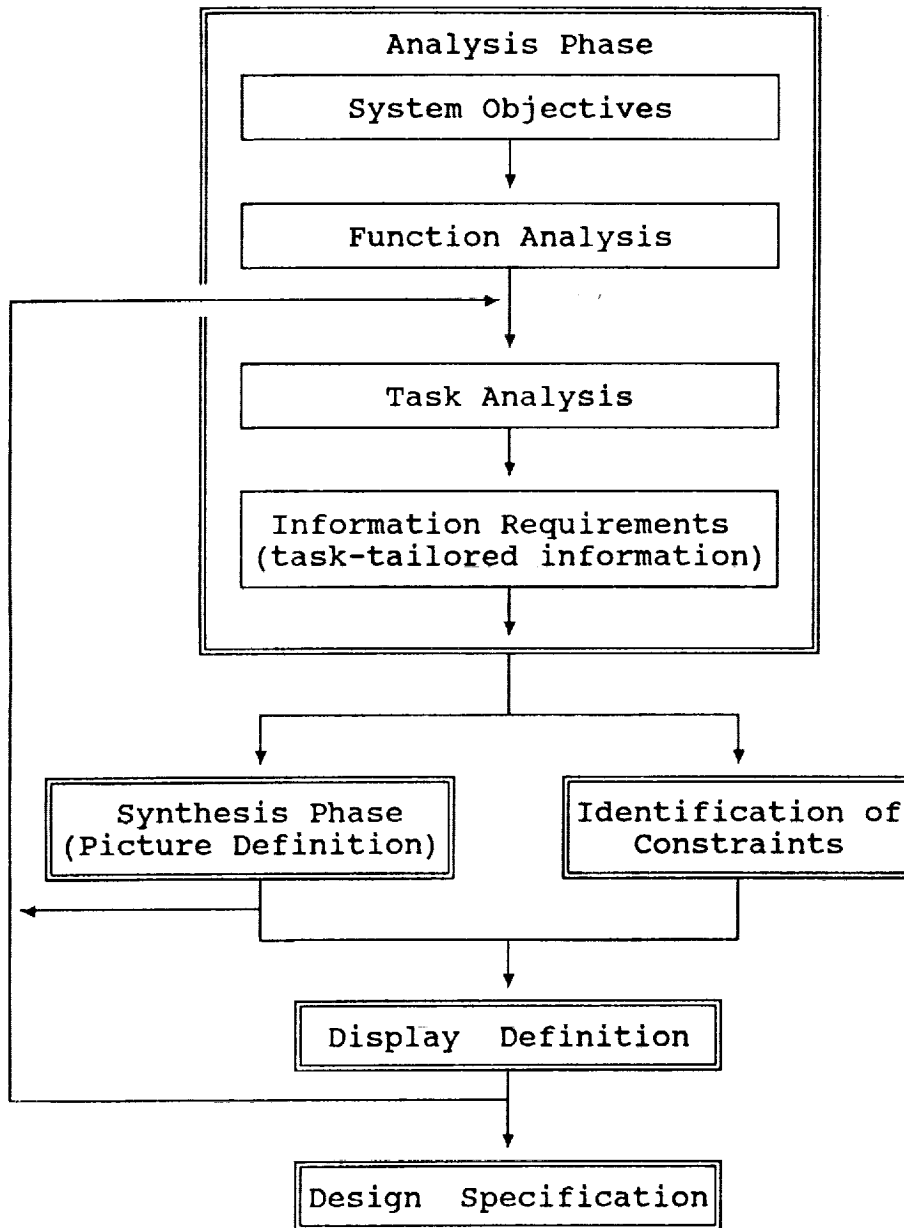 Analysis Phase
System Objectives
Function Analysis
Task Analysis
Information Requirements
(task-tailored information)
Synthesis Phase
(Picture Definition)
Identification of
Constraints
Display Definition
Design Specification